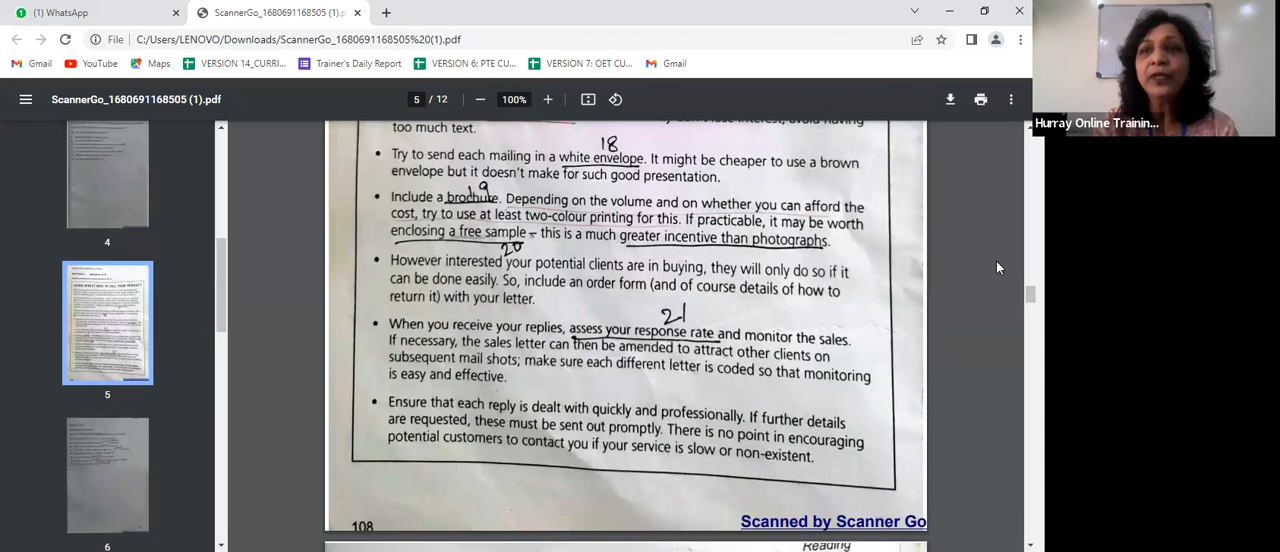 (1) WhatsApp
ScannerGo_1680691168505 (1).p
File C:/Users/LENOVO/Downloads/ScannerGo_1680691168505%20(1).pdf
Gmail YouTube Maps VERSION 14_CURRI... Trainer's Daily Report VERSION 6: PTE CU... VERSION 7: OET CU... Gmail
ScannerGo_1680691168505 (1).pdf
5 / 12
100%
Hurray Online Trainin...
4
5
6
too much text.
18
• Try to send each mailing in a white envelope. It might be cheaper to use a brown
envelope but it doesn't make for such good presentation.
• Include a brochure. Depending on the volume and on whether you can afford the
cost, try to use at least two-colour printing for this. If practicable, it may be worth
enclosing a free sample – this is a much greater incentive than photographs.
20
• However interested your potential clients are in buying, they will only do so if it
can be done easily. So, include an order form (and of course details of how to
return it) with your letter.
21
• When you receive your replies, assess your response rate and monitor the sales.
If necessary, the sales letter can then be amended to attract other clients on
subsequent mail shots; make sure each different letter is coded so that monitoring
is easy and effective.
• Ensure that each reply is dealt with quickly and professionally. If further details
are requested, these must be sent out promptly. There is no point in encouraging
potential customers to contact you if your service is slow or non-existent.
108
Scanned by Scanner Go
Reading